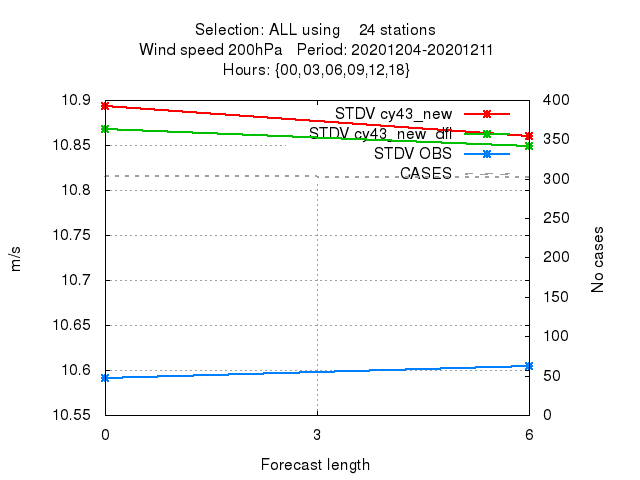 Selection: ALL using 24 stations
Wind speed 200hPa Period: 20201204-20201211
Hours: {00,03,06,09,12,18}
10.9
10.85
10.8
10.75
10.7
10.65
10.6
10.55
400
350
300
250
200
150
100
50
0
STDV cy43_new
STDV cy43_new_dfl
STDV OBS
CASES
m/s
No cases
0
3
6
Forecast length